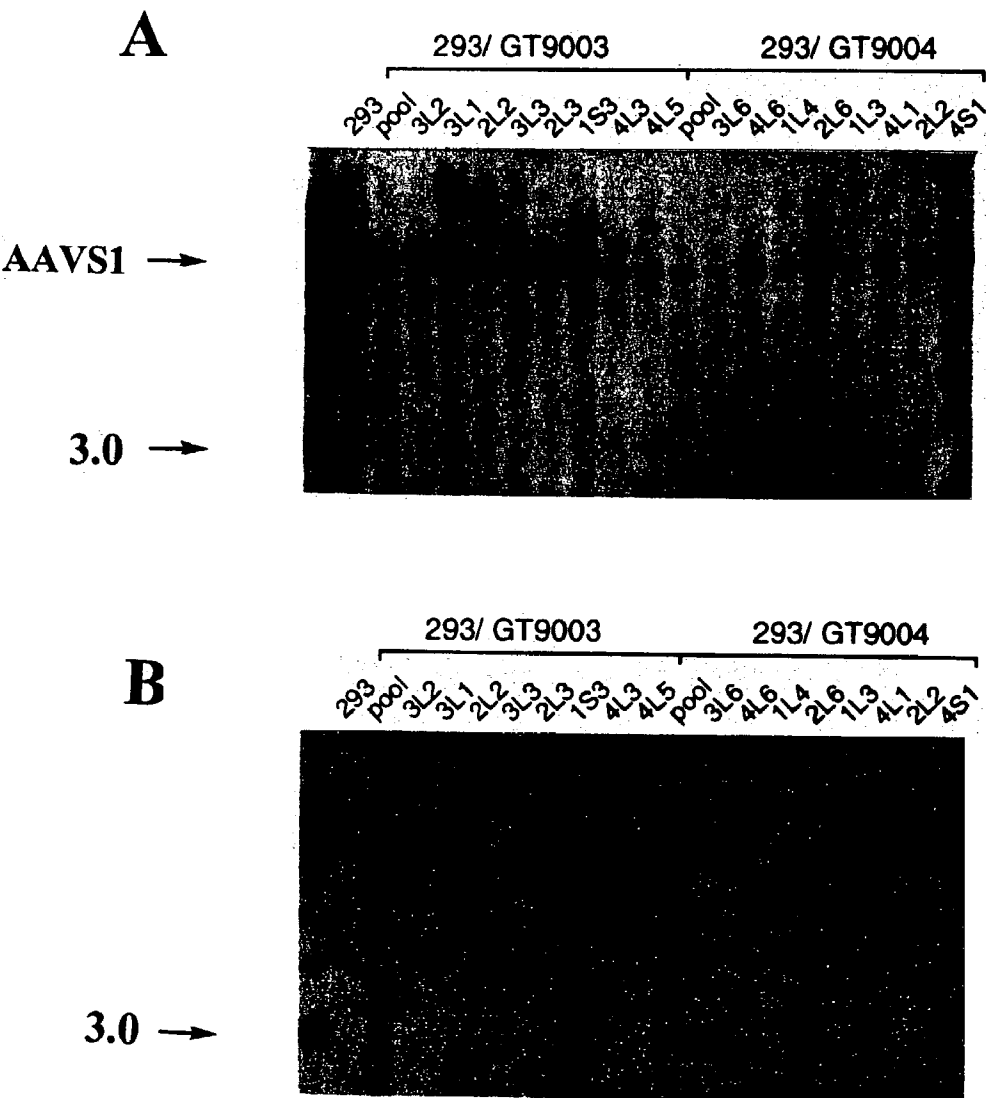 A
293/ GT9003 293/ GT9004
293 pool 3L2 3L1 2L2 3L3 2L3 1S3 4L3 4L5 pool 3L6 4L6 1L4 2L6 1L3 4L1 2L2 4S1
AAVS1
3.0
B
293/ GT9003 293/ GT9004
293 pool 3L2 3L1 2L2 3L3 2L3 1S3 4L3 4L5 pool 3L6 4L6 1L4 2L6 1L3 4L1 2L2 4S1
3.0